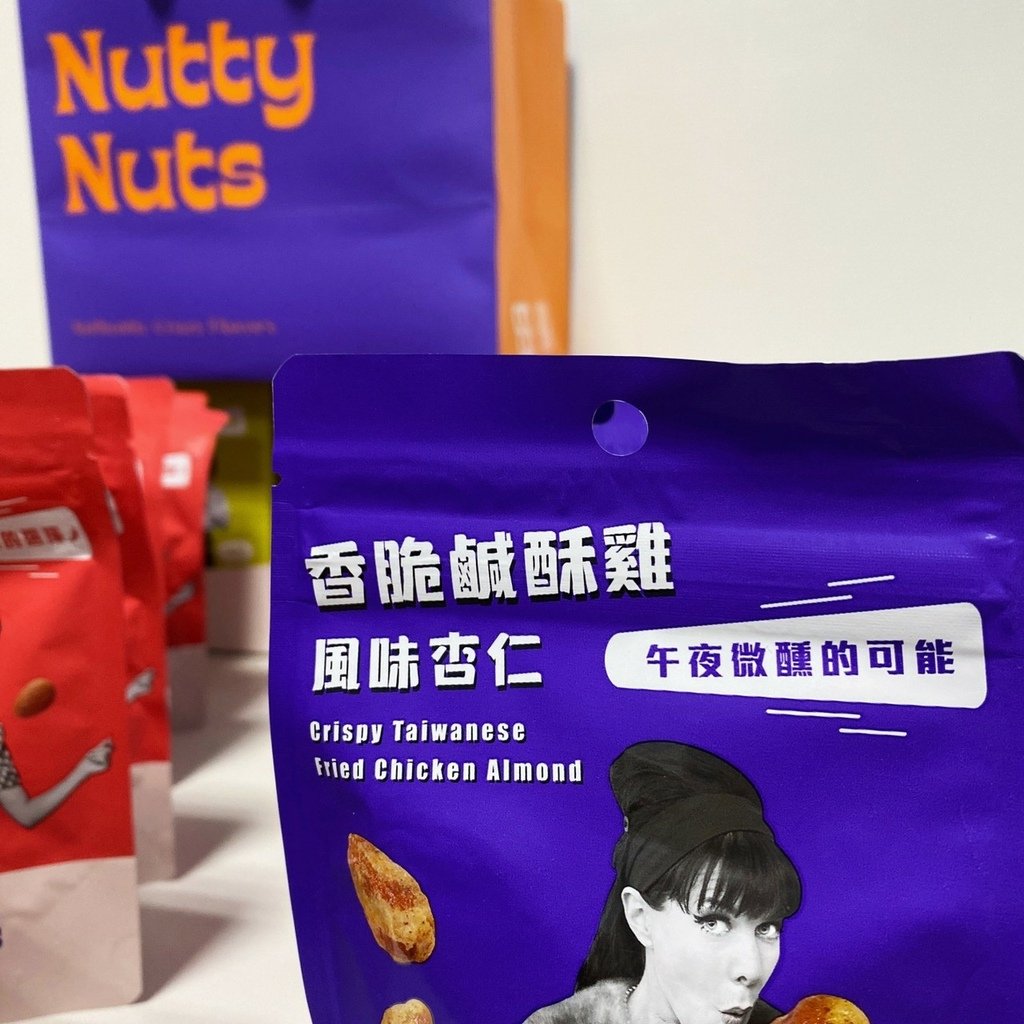 Nutty
Nuts
香脆鹹酥雞
風味杏仁
午夜微醺的可能
Crispy Taiwanese
Fried Chicken Almond